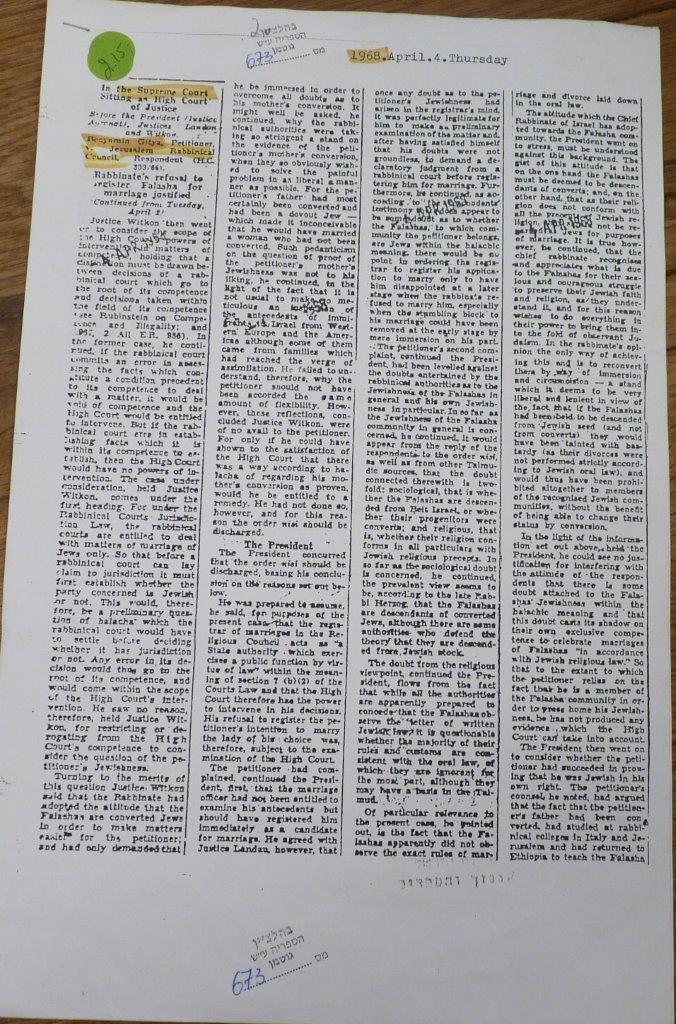 2.15-
בהלצ״ן
הספריה ע״ש
גוטמן
מס 673
1968.April.4.Thursday
In the Supreme Court
Sitting as High Court
of Justice
Before the President (Justice
Agranat), Justices Landau
and Witkon.
Benjamin Gitya, Petitioner,
v. Jerusalem Rabbinical
Council, Respondent (H.C.
359/66).
Rabbinate's refusal to
register Falasha for
marriage justified
(Continued from Tuesday,
April 2)
Justice Witkon then went
on to consider the scope of
the High Court's powers of
intervention in matters of
competence, holding that a
distinction must be drawn be-
tween decisions of a rab-
binical court which go to
the root of its competence
and decisions taken within
the field of its competence
(see Rubinstein on Compe-
tence and Illegality; and
957, 2 All E.R. 956). In
the former case, he conti-
nued, if the rabbinical court
commits an error in assess-
ing the facts which con-
stitute a condition precedent
to its competence to deal
with a matter, it would be
void of competence and the
High Court would be entitled
to intervene. But if the rab-
binical court errs in estab-
lishing facts which it is
within its competence to es-
tablish, then the High Court
would have no powers of in-
tervention. The case under
consideration, held Justice
Witkon, comes under the
first heading. For under the
Rabbinical Courts Jurisdic-
tion Law, the rabbinical
courts are entitled to deal
with matters of marriage of
Jews only. So that before a
rabbinical court can lay
claim to jurisdiction it must
first establish whether the
party concerned is Jewish
or not. This would, there-
fore, be a preliminary ques-
tion of halacha which the
rabbinical court would have
to settle before deciding
whether it has jurisdiction
or not. Any error in its de-
cision would thus go to the
root of its competence, and
would come within the scope
of the High Court's inter-
vention. He saw no reason,
therefore, held Justice Wit-
kon, for restricting or de-
rogating from the High
Court's competence to con-
sider the question of the pe-
titioner's Jewishness.
Turning to the merits of
this question Justice Witkon
said that the Rabbinate had
adopted the attitude that the
Falashas are converted Jews
in order to make matters
easier for the petitioner;
and had only demanded that
he be immersed in order to
overcome all doubts as to
his mother's conversion. It
might well be asked, he
continued, why the rabbi-
nical authorities were tak-
ing so stringent a stand on
the evidence of the peti-
tioner's mother's conversion,
when they so obviously wish-
ed to solve the painful
problem in as liberal a man-
ner as possible. For the pe-
titioner's father had most
certainly been converted and
had been a devout Jew —
which made it inconceivable
that he would have married
a woman who had not been
converted. Such pedanticism
on the question of proof of
the petitioner's mother's
Jewishness was not to his
liking, he continued, in the
light of the fact that it is
not usual to make a me-
ticulous an
the antecedents of immi-
grants to Israel from West-
ern Europe and the Amer-
icas although some of them
came from families which
had reached the verge of
assimilation. He failed to un-
derstand, therefore, why the
petitioner should not have
been accorded the same
amount of flexibility. How-
ever, these reflections, con-
cluded Justice Witkon, were
of no avail to the petitioner.
For only if he could have
shown to the satisfaction of
the High Court that there
was a way according to ha-
lacha of regarding his mo-
ther's conversion as proven,
would he be entitled to a
remedy. He had not done so,
however, and for this rea-
son the order nisi should be
discharged.
The President
The President concurred
that the order nisi should be
discharged, basing his conclu-
sion on the reasons set out be-
low.
He was prepared to assume,
he said, for purposes of the
present case, that the regis-
trar of marriages in the Re-
ligious Council acts as "a
State authority which exer-
cises a public function by vir-
tue of law" within the mean-
ing of section 7 (b)(2) of the
Courts Law and that the High
Court therefore has the power
to intervene in his decisions.
His refusal to register the pe-
titioner's intention to marry
the lady of his choice was,
therefore, subject to the exa-
mination of the High Court.
The petitioner had com-
plained, continued the Presi-
dent, first, that the marriage
officer had not been entitled to
examine his antecedents but
should have registered him
immediately as a candidate
for marriage. He agreed with
Justice Landau, however, that
once any doubt as to the pe-
titioner's Jewishness had
arisen in the registrar's mind,
it was perfectly legitimate for
him to make a preliminary
examination of the matter and,
after having satisfied himself
that his doubts were not
groundless, to demand a de-
claratory judgment from a
rabbinical court before regis-
tering him for marriage. Fur-
thermore, he continued, as ac-
cording to the respondents'
testimony there does appear to
be some doubt as to whether
the Falashas, to which com-
munity the petitioner belongs,
are Jews within the halachic
meaning, there would be no
point in ordering the regis-
trar to register his applica-
tion to marry only to have
him disappointed at a later
stage when the rabbinate re-
fused to marry him, especially
when the stumbling block to
his marriage could have been
removed at the early stage by
mere immersion on his part.
The petitioner's second com-
plaint, continued the Presi-
dent, had been levelled against
the doubts entertained by the
rabbinical authorities as to the
Jewishness of the Falashas in
general and his own Jewish-
ness in particular. In so far as
the Jewishness of the Falasha
community in general is con-
cerned, he continued, it would
appear from the reply of the
respondents to the interroga-
tories, as well as from other Talmu-
dic sources, that the doubt
connected therewith is two-
fold: sociological, that is whe-
ther the Falashas are descen-
ded from Beit Israel, or whe-
ther their progenitors were
converts; and religious, that
is, whether their religion con-
forms in all particulars with
Jewish religious precepts. In
so far as the sociological doubt
is concerned, he continued,
the prevalent view seems to
be, according to the late Rab-
bi Herzog, that the Falashas
are descendants of converted
Jews, although there are some
authorities who defend the
theory that they are descend-
ed from Jewish stock.
The doubt from the religious
viewpoint, continued the Pre-
sident, flows from the fact
that while all the authorities
are apparently prepared to
concede that the Falashas ob-
serve the letter of written
Jewish law, it is questionable
whether the majority of their
rules and customs are con-
sistent with the oral law, of
which they are ignorant for
the most part, although they
may have a basis in the Tal-
mud.
Of particular relevance to
the present case, he pointed
out, is the fact that the Fa-
lashas apparently did not ob-
serve the exact rules of mar-
riage and divorce laid down
in the oral law.
The attitude which the Chief
Rabbinate of Israel has adop-
ted towards the Falasha com-
munity, the President went on
to stress, must be understood
against this background. The
gist of this attitude is that
on the one hand, the Falashas
must be deemed to be descen-
dants of converts; and, on the
other hand, that as their reli-
gion does not conform with
all the precepts of Jewish re-
ligion, they would not be re-
garded as Jews for purposes
of marriage. It is true how-
ever, he continued, that the
chief rabbinate recognises
and appreciates what is due
to the Falashas for their zea-
lous and courageous struggle
to preserve their Jewish faith
and religion, as they under-
stand it, and for this reason
wishes to do everything in
their power to bring them in-
to the fold of observant Ju-
daism. In the rabbinate's opi-
nion the only way of achiev-
ing this end is to reconvert
them by way of immersion
and circumcision — a stand
which it deems to be very
liberal and lenient in view of
the fact that if the Falashas
had been held to be descended
from Jewish seed (and not
from converts) they would
have been tainted with bas-
tardy (as their divorces were
not performed strictly accord-
ing to Jewish oral law), and
would thus have been prohi-
bited altogether to members
of the recognised Jewish com-
munities, without the benefit
of being able to change their
status by conversion.
In the light of the informa-
tion set out above, held the
President, he could see no jus-
tification for interfering with
the attitude of the respon-
dents that there is some
doubt attached to the Fala-
shas' Jewishness within the
halachic meaning and that
this doubt casts its shadow on
their own exclusive compe-
tence to celebrate marriages
of Falashas "in accordance
with Jewish religious law." So
that to the extent to which
the petitioner relies on the
fact that he is a member of
the Falasha community in or-
der to press home his Jewish-
ness, he has not produced any
evidence which the High
Court can take into account.
The President then went on
to consider whether the peti-
tioner had succeeded in prov-
ing that he was Jewish in his
own right. The petitioner's
counsel, he noted, had argued
that the fact that the petition-
er's father had been con-
verted, had studied at rabbi-
nical colleges in Italy and Je-
rusalem and had returned to
Ethiopia to teach the Falasha
בהלצ״ן
הספריה ע״ש
גוטמן
מס 673